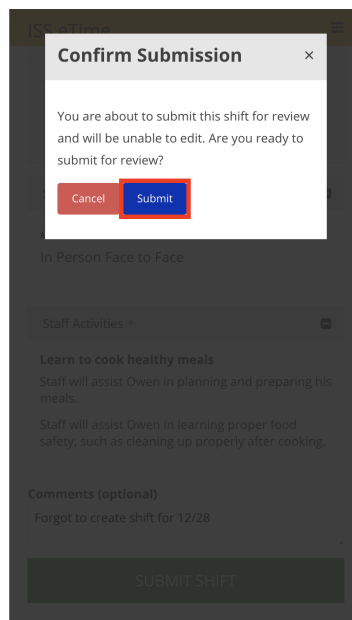 ISS eTime
Confirm Submission ×
You are about to submit this shift for review
and will be unable to edit. Are you ready to
submit for review?
Cancel Submit
In Person Face to Face
Staff Activities *
Learn to cook healthy meals
Staff will assist Owen in planning and preparing his
meals.
Staff will assist Owen in learning proper food
safety, such as cleaning up properly after cooking.
Comments (optional)
Forgot to create shift for 12/28
SUBMIT SHIFT